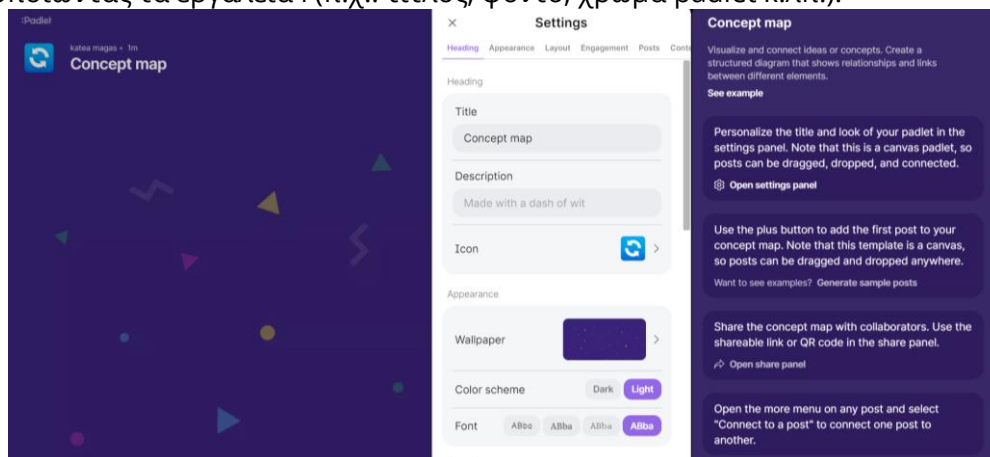 τα εργαλεία (π.χ.: τίτλος, φόντο, χρώμα padlet κ.λπ.).
:Padlet
katea magas • 1m
Concept map
× Settings
Heading Appearance Layout Engagement Posts
Heading
Title
Concept map
Description
Made with a dash of wit
Icon
Appearance
Wallpaper
Color scheme Dark Light
Font ABba ABba ABba ABba
Concept map
Visualize and connect ideas or concepts. Create a
structured diagram that shows relationships and links
between different elements.
See example
Personalize the title and look of your padlet in the
settings panel. Note that this is a canvas padlet, so
posts can be dragged, dropped, and connected.
Open settings panel
Use the plus button to add the first post to your
concept map. Note that this template is a canvas,
so posts can be dragged and dropped anywhere.
Want to see examples? Generate sample posts
Share the concept map with collaborators. Use the
shareable link or QR code in the share panel.
Open share panel
Open the more menu on any post and select
"Connect to a post" to connect one post to
another.